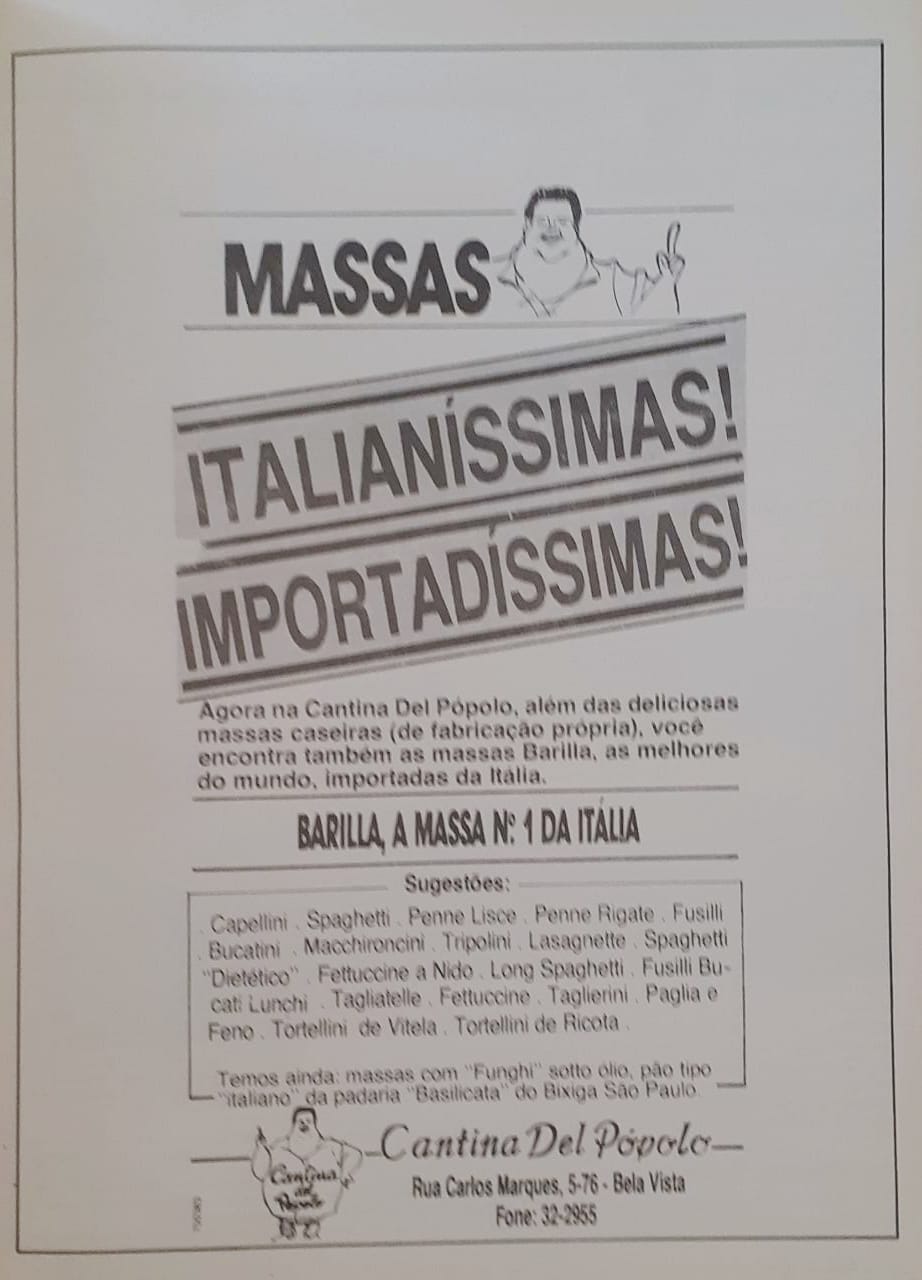 MASSAS
ITALIANÍSSIMAS!
IMPORTADÍSSIMAS!
Agora na Cantina Del Pópolo, além das deliciosas
massas caseiras (de fabricação própria), você
encontra também as massas Barilla, as melhores
do mundo, importadas da Itália.
BARILLA, A MASSA Nº. 1 DA ITÁLIA
Sugestões:
. Capellini . Spaghetti . Penne Lisce . Penne Rigate . Fusilli
. Bucatini . Macchironcini . Tripolini . Lasagnette . Spaghetti
"Dietético" . Fettuccine a Nido . Long Spaghetti . Fusilli Bu-
cati Lunchi . Tagliatelle . Fettuccine . Taglierini . Paglia e
Feno . Tortellini de Vitela . Tortellini de Ricota .
Temos ainda: massas com "Funghi" sotto ólio, pão tipo
"italiano" da padaria "Basilicata" do Bixiga São Paulo.
Cantina Del Pópolo
Cantina
del
Popolo
Rua Carlos Marques, 5-76 - Bela Vista
Fone: 32-2955